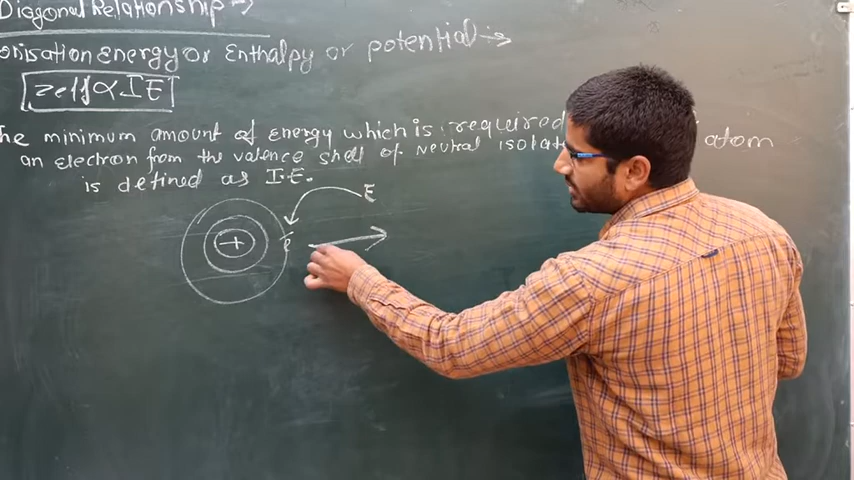 Diagonal Relationship →
onisation Energy or Enthalpy or potential →
Zeff ∝ IE
he minimum amount of energy which is required atom
an electron from the valence shell of Neutral isolat
is defined as I.E.
E
+
e⁻